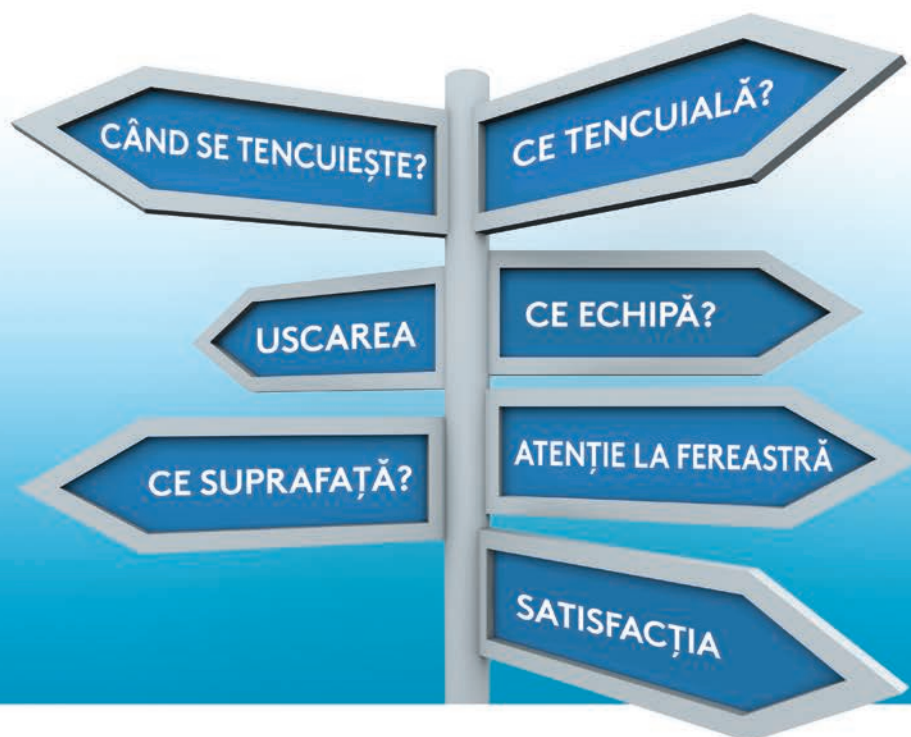 CÂND SE TENCUIEȘTE?
CE TENCUIALĂ?
USCAREA
CE ECHIPĂ?
CE SUPRAFAȚĂ?
ATENȚIE LA FEREASTRĂ
SATISFACȚIA